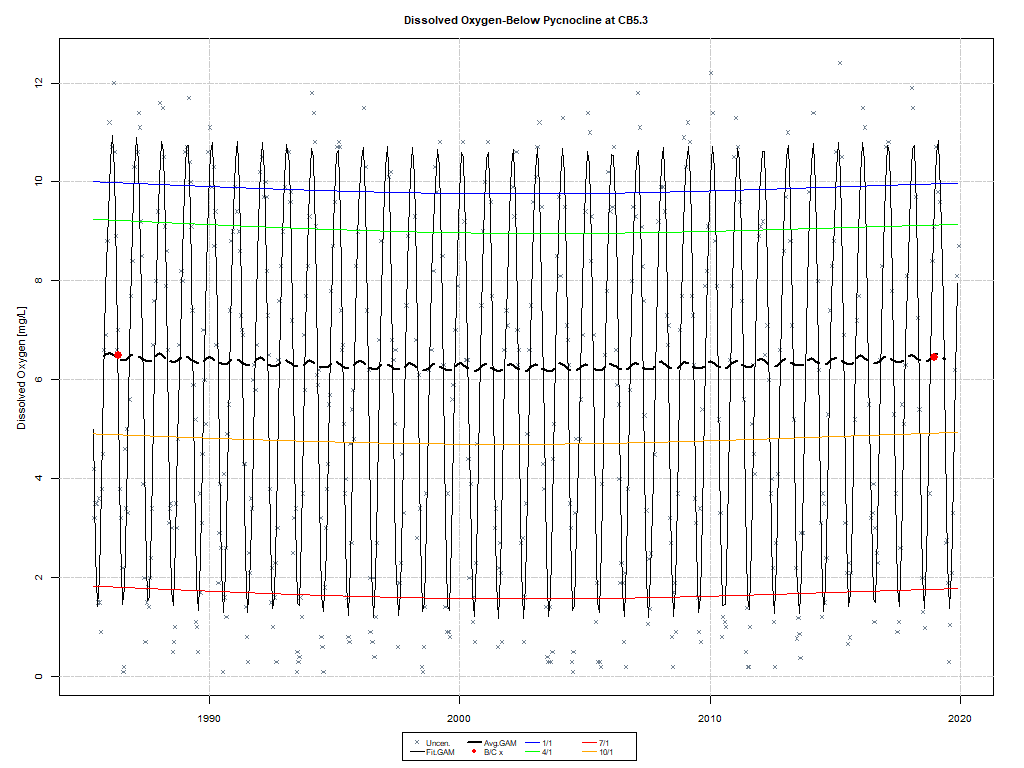 Dissolved Oxygen-Below Pycnocline at CB5.3
Dissolved Oxygen [mg/L]
12
10
8
6
4
2
0
1990 2000 2010 2020
Uncen. Avg.GAM 1/1 7/1
Fit.GAM B/C x 4/1 10/1